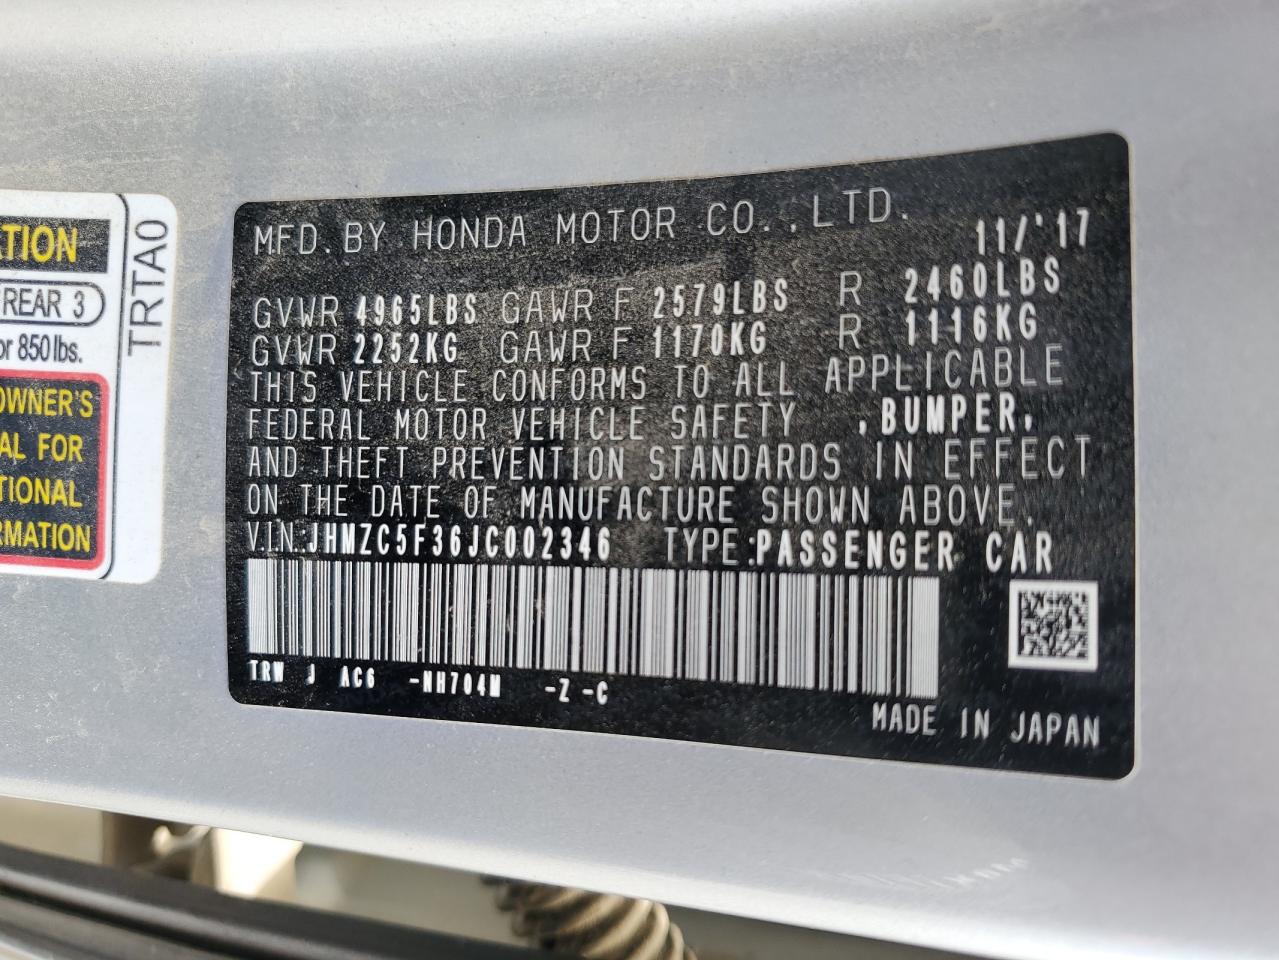 ATION
REAR 3
or 850 lbs.
OWNER'S
AL FOR
TIONAL
RMATION
TRTA0
MFD. BY HONDA MOTOR CO.,LTD. 11/'17
GVWR 4965LBS GAWR F 2579LBS R 2460LBS
GVWR 2252KG GAWR F 1170KG R 1116KG
THIS VEHICLE CONFORMS TO ALL APPLICABLE
FEDERAL MOTOR VEHICLE SAFETY ,BUMPER,
AND THEFT PREVENTION STANDARDS IN EFFECT
ON THE DATE OF MANUFACTURE SHOWN ABOVE.
V.I.N.:JHMZC5F36JC002346 TYPE:PASSENGER CAR
TRW J AC6 -NH704M -Z -C
MADE IN JAPAN